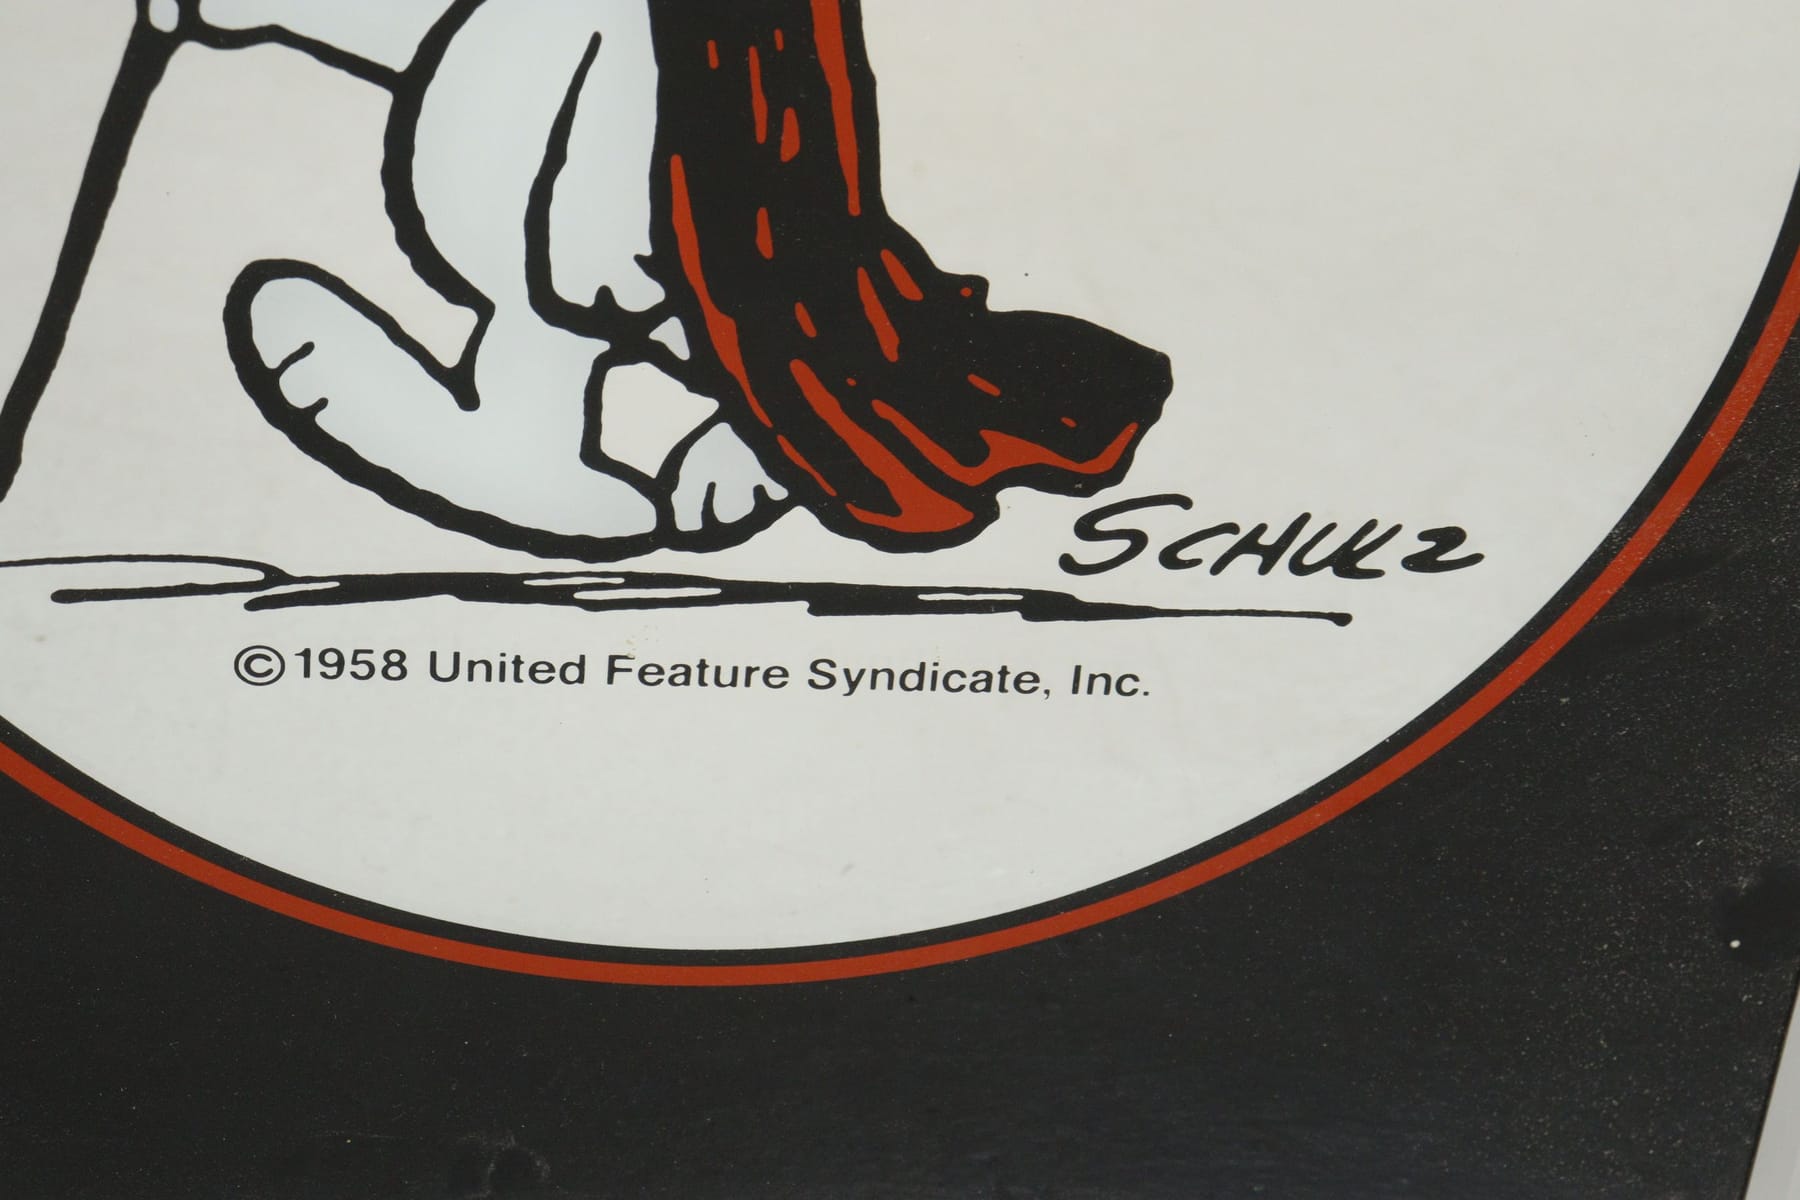 SCHULZ
©1958 United Feature Syndicate, Inc.